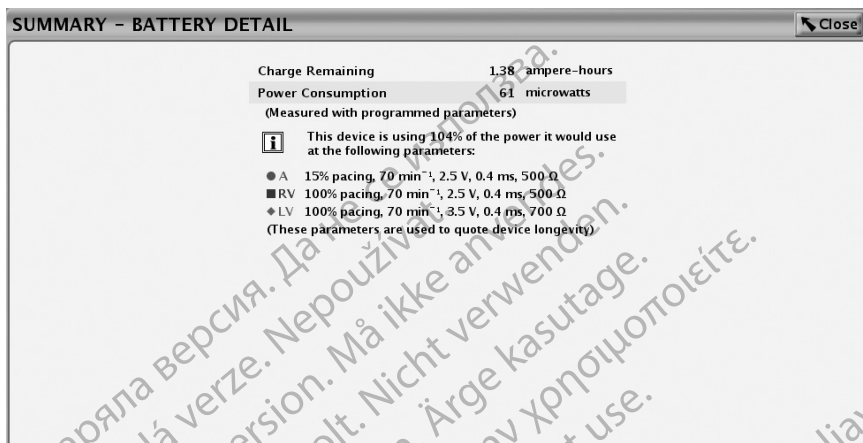 SUMMARY – BATTERY DETAIL
Close
Charge Remaining 1.38 ampere-hours
Power Consumption 61 microwatts
(Measured with programmed parameters)
i
This device is using 104% of the power it would use
at the following parameters:
A 15% pacing, 70 min⁻¹, 2.5 V, 0.4 ms, 500 Ω
RV 100% pacing, 70 min⁻¹, 2.5 V, 0.4 ms, 500 Ω
LV 100% pacing, 70 min⁻¹, 3.5 V, 0.4 ms, 700 Ω
(These parameters are used to quote device longevity)
версия. Да не се използва.
verze. Nepoužívat.
Må ikke anvendes.
Nicht verwenden.
Ärge kasutage.
χρησιμοποιείτε.
use.